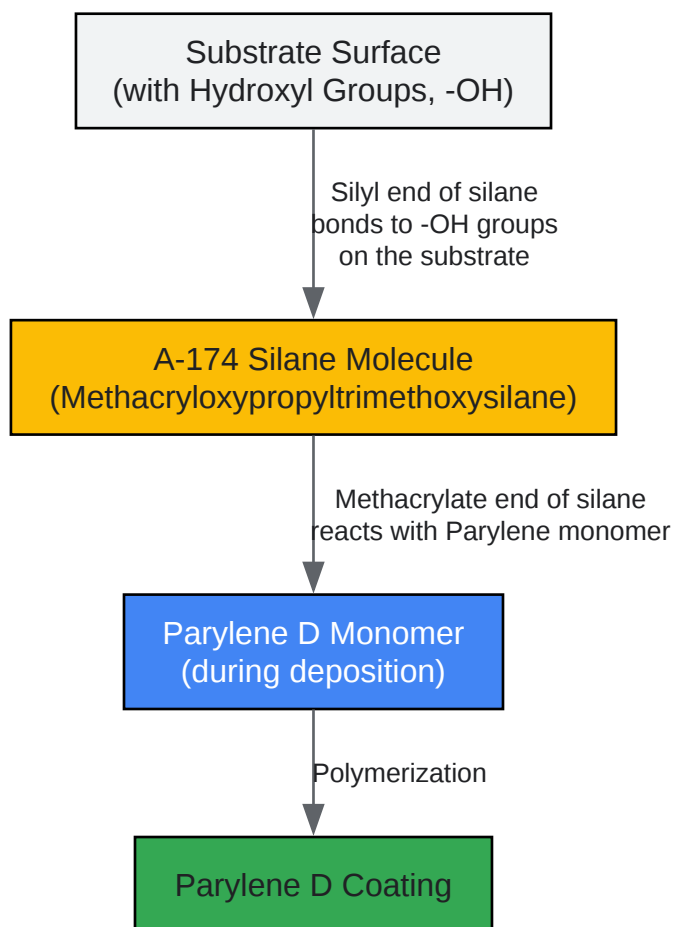 Substrate Surface
(with Hydroxyl Groups, -OH)
Silyl end of silane
bonds to -OH groups
on the substrate
A-174 Silane Molecule
(Methacryloxypropyltrimethoxysilane)
Methacrylate end of silane
reacts with Parylene monomer
Parylene D Monomer
(during deposition)
Polymerization
Parylene D Coating